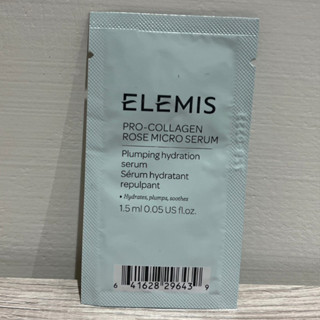 ELEMIS
PRO-COLLAGEN
ROSE MICRO SERUM
Plumping hydration
serum
Sérum hydratant
repulpant
• Hydrates, plumps, soothes
1.5 ml 0.05 US fl.oz.
6 41628 29643 9